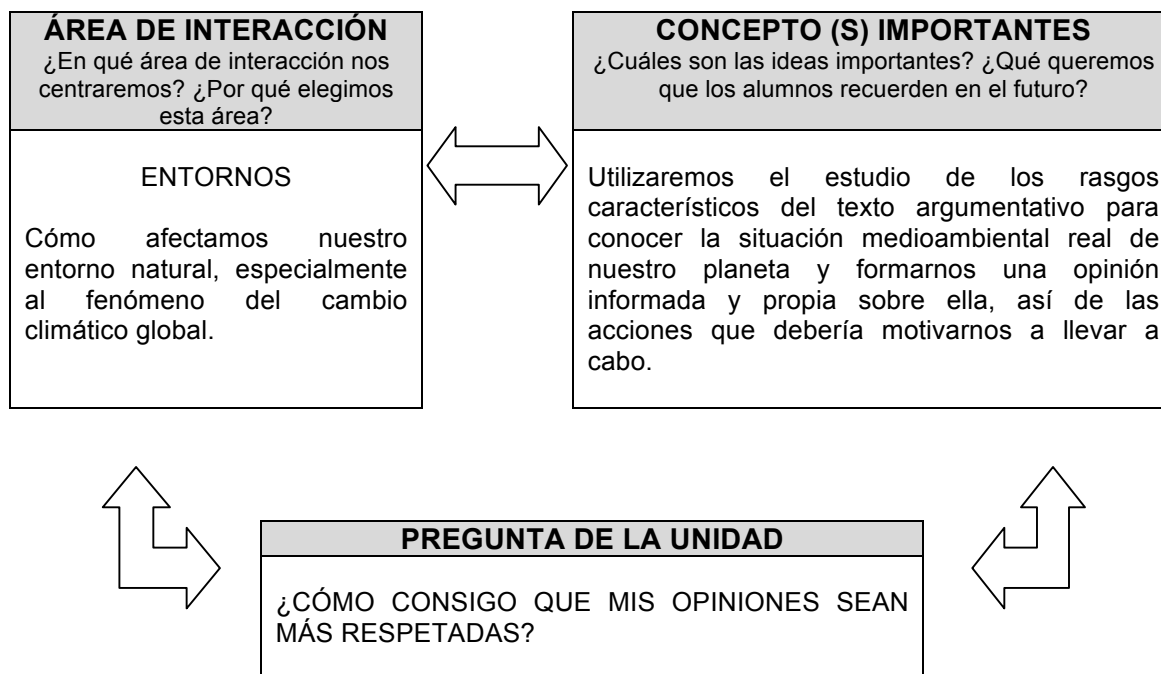 ÁREA DE INTERACCIÓN
¿En qué área de interacción nos
centraremos? ¿Por qué elegimos
esta área?
ENTORNOS
Cómo afectamos nuestro
entorno natural, especialmente
al fenómeno del cambio
climático global.
CONCEPTO (S) IMPORTANTES
¿Cuáles son las ideas importantes? ¿Qué queremos
que los alumnos recuerden en el futuro?
Utilizaremos el estudio de los rasgos
característicos del texto argumentativo para
conocer la situación medioambiental real de
nuestro planeta y formarnos una opinión
informada y propia sobre ella, así de las
acciones que debería motivarnos a llevar a
cabo.
PREGUNTA DE LA UNIDAD
¿CÓMO CONSIGO QUE MIS OPINIONES SEAN
MÁS RESPETADAS?